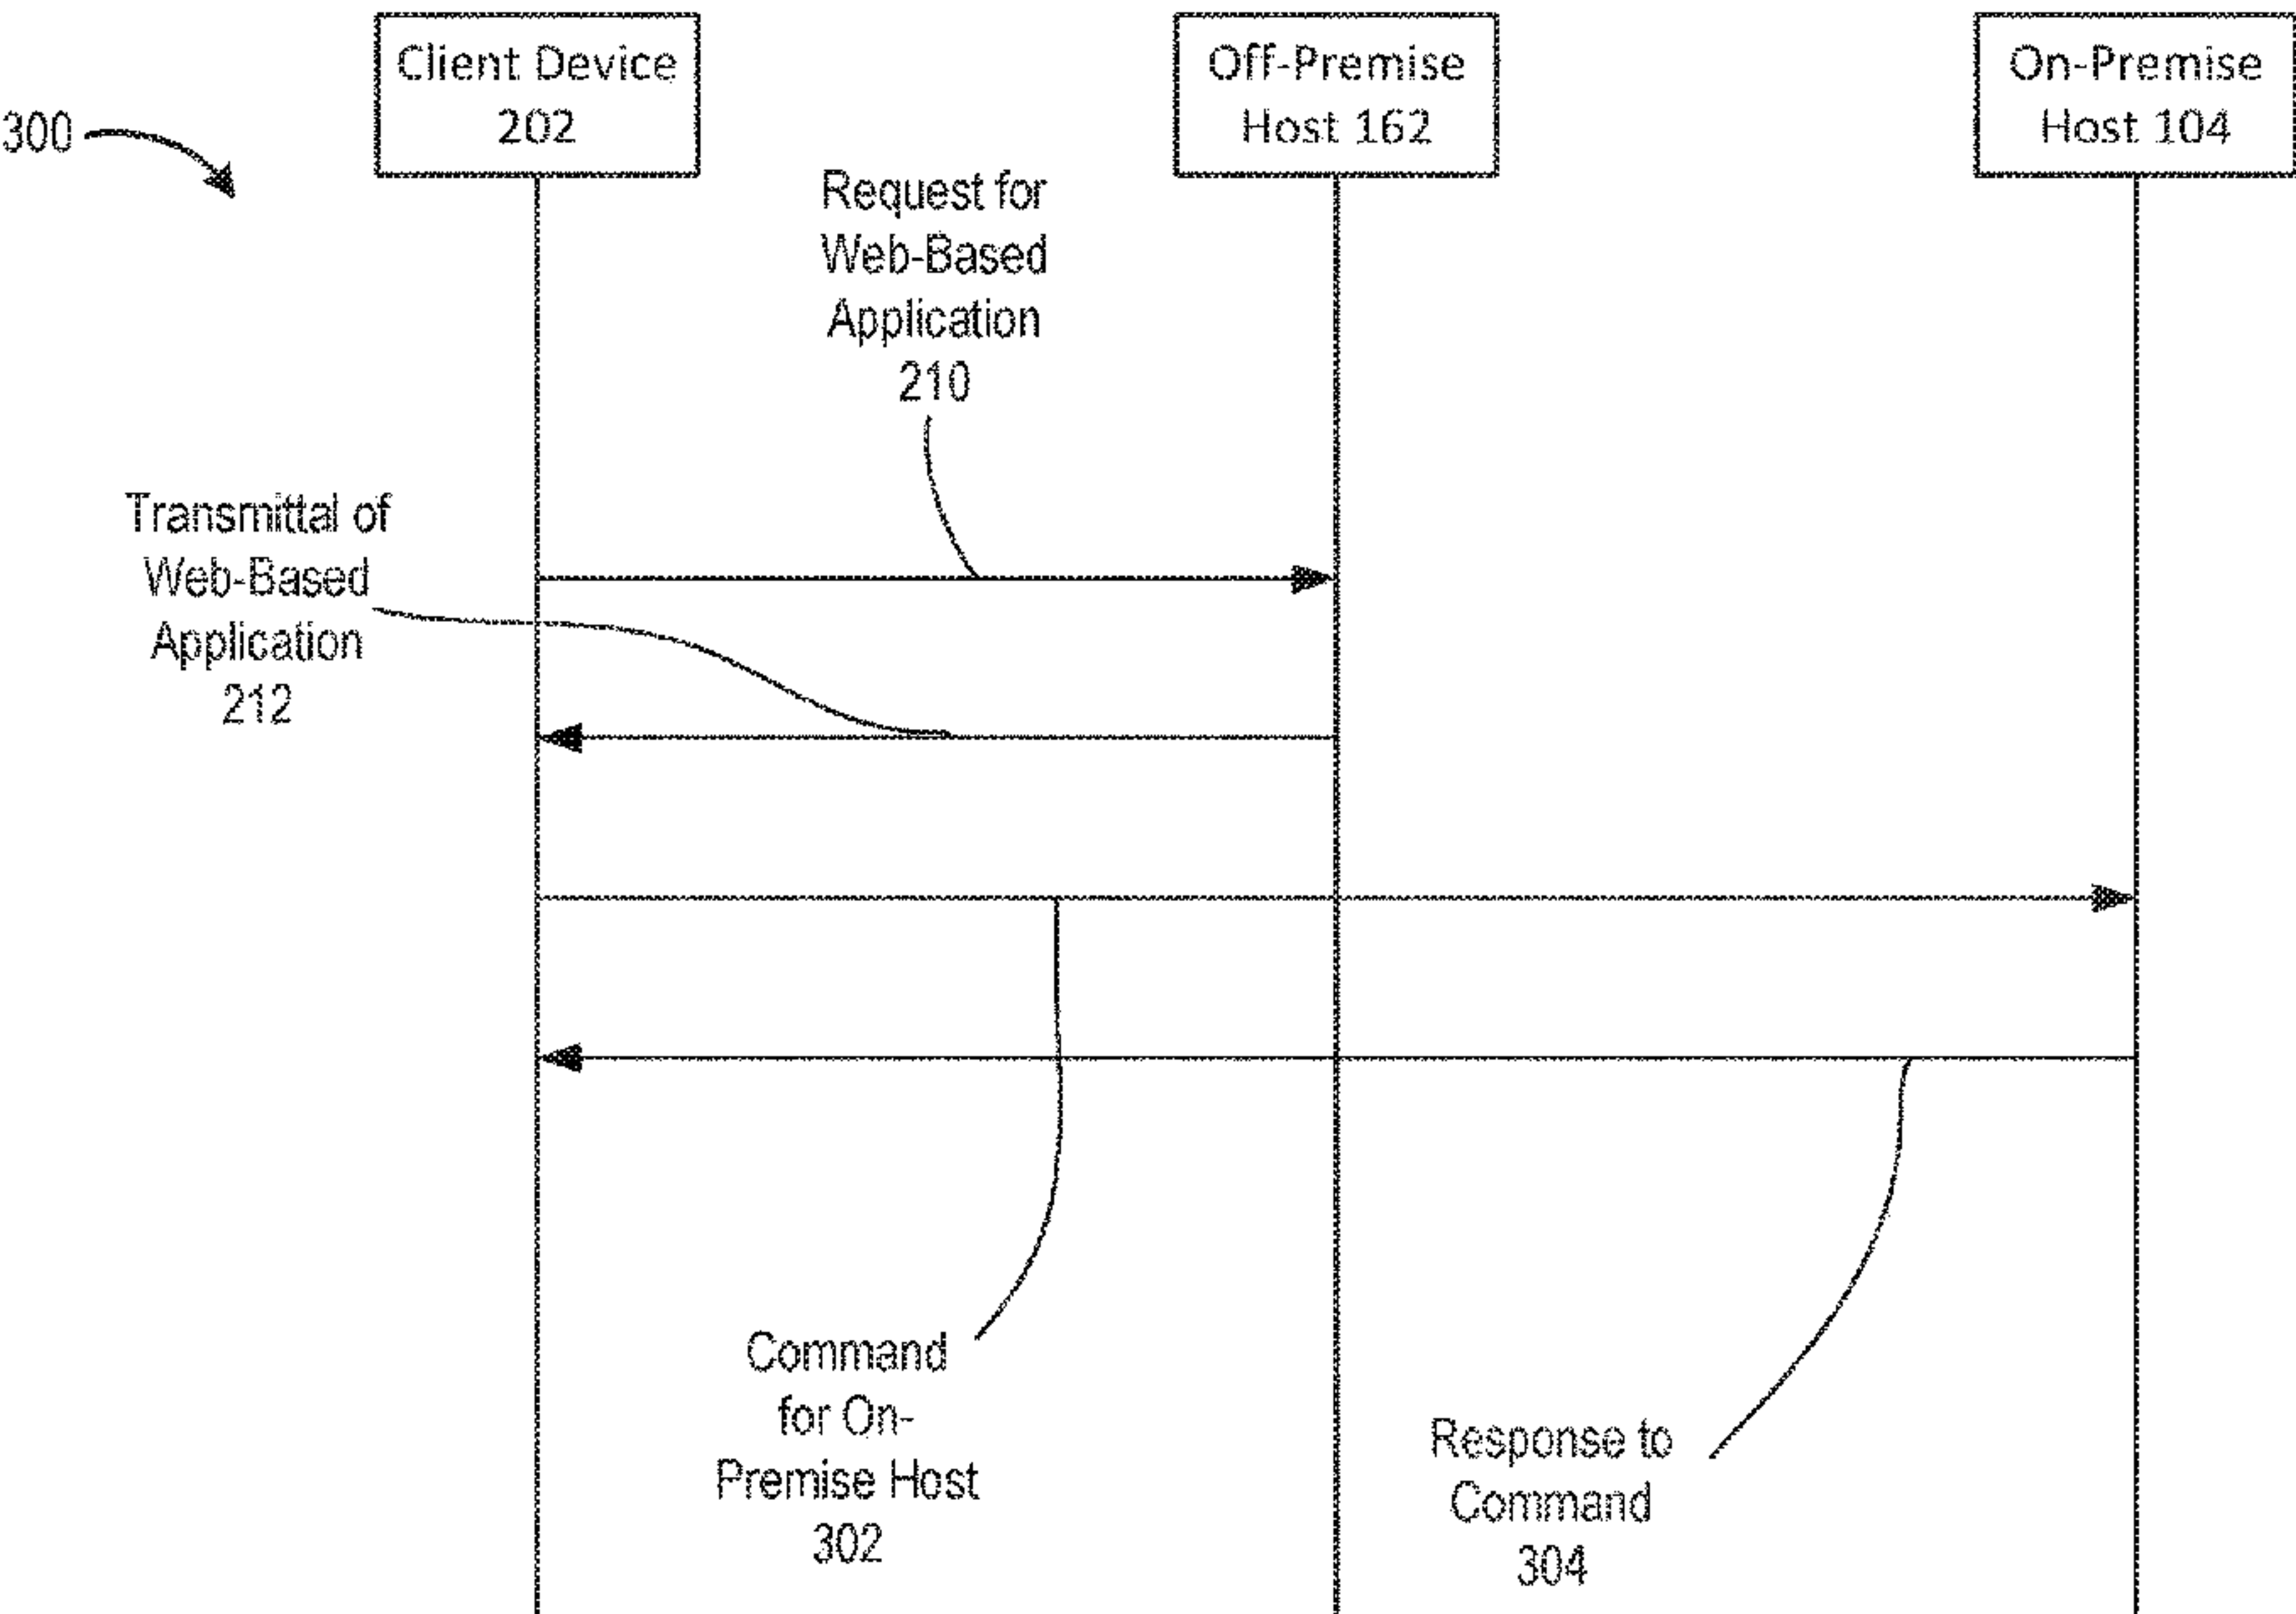 Client Device
202
Off-Premise
Host 162
On-Premise
Host 104
300
Request for
Web-Based
Application
210
Transmittal of
Web-Based
Application
212
Command
for On-
Premise Host
302
Response to
Command
304